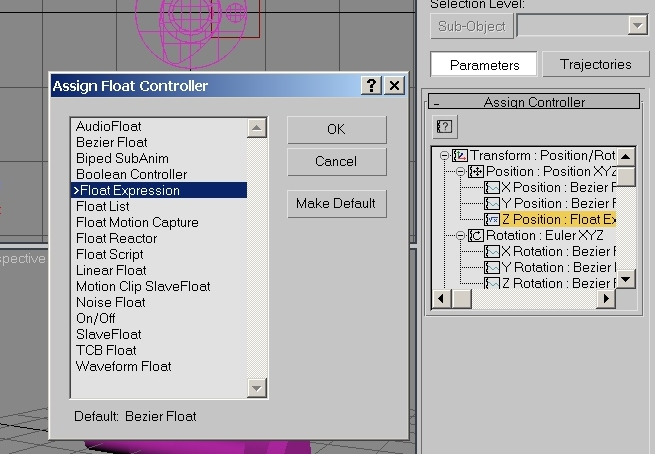 Selection Level:
Sub-Object
Parameters
Trajectories
Assign Float Controller
AudioFloat
Bezier Float
Biped SubAnim
Boolean Controller
>Float Expression
Float List
Float Motion Capture
Float Reactor
Float Script
Linear Float
Motion Clip SlaveFloat
Noise Float
On/Off
SlaveFloat
TCB Float
Waveform Float
Default: Bezier Float
OK
Cancel
Make Default
- Assign Controller
Transform : Position/Rot
Position : Position XYZ
X Position : Bezier F
Y Position : Bezier F
Z Position : Float Ex
Rotation : Euler XYZ
X Rotation : Bezier F
Y Rotation : Bezier
Z Rotation : Bezier F
spective